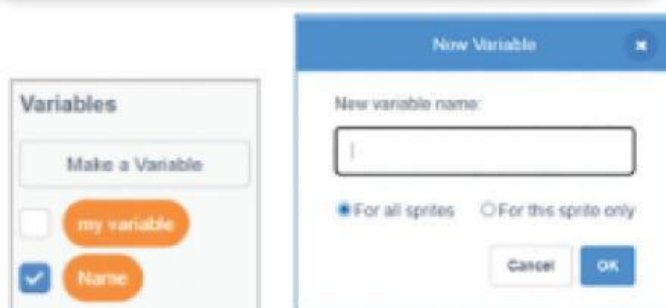 Variables
Make a Variable
my variable
Name
New Variable
New variable name:
For all sprites
For this sprite only
Cancel
OK